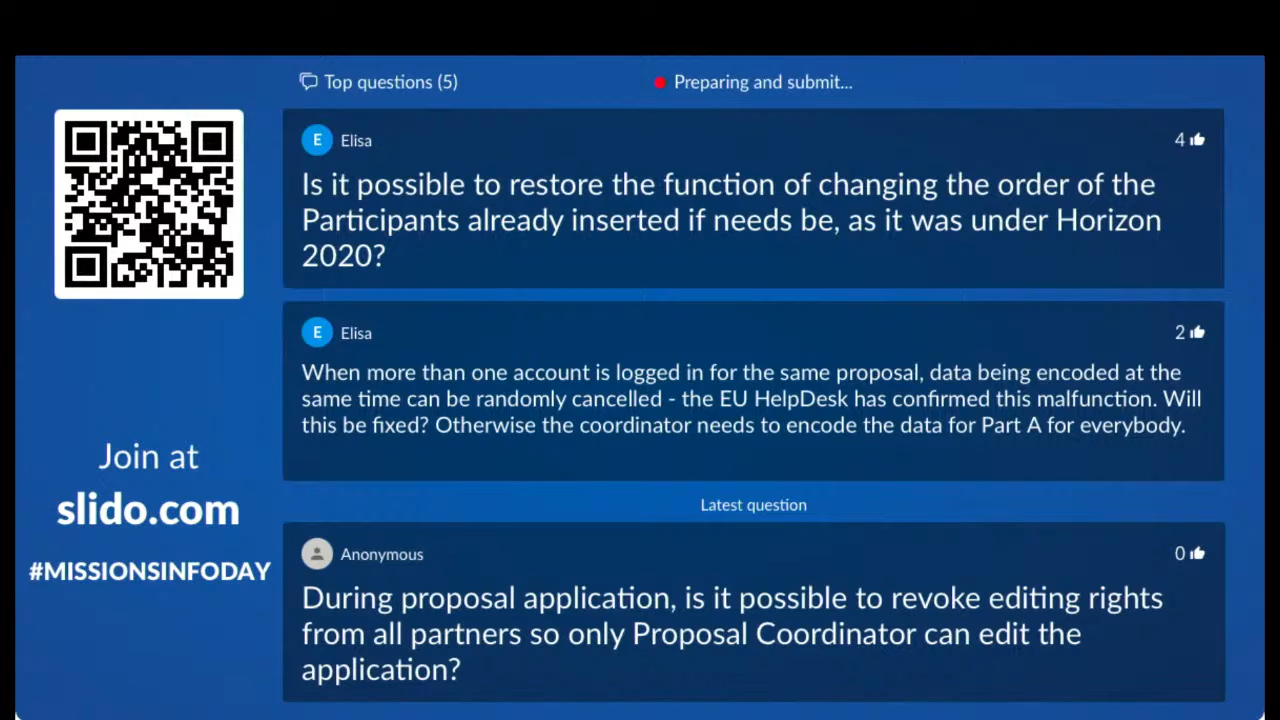 Top questions (5)
Preparing and submit...
E Elisa
4
Is it possible to restore the function of changing the order of the
Participants already inserted if needs be, as it was under Horizon
2020?
E Elisa
2
When more than one account is logged in for the same proposal, data being encoded at the
same time can be randomly cancelled - the EU HelpDesk has confirmed this malfunction. Will
this be fixed? Otherwise the coordinator needs to encode the data for Part A for everybody.
Join at
slido.com
#MISSIONSINFODAY
Latest question
Anonymous
0
During proposal application, is it possible to revoke editing rights
from all partners so only Proposal Coordinator can edit the
application?